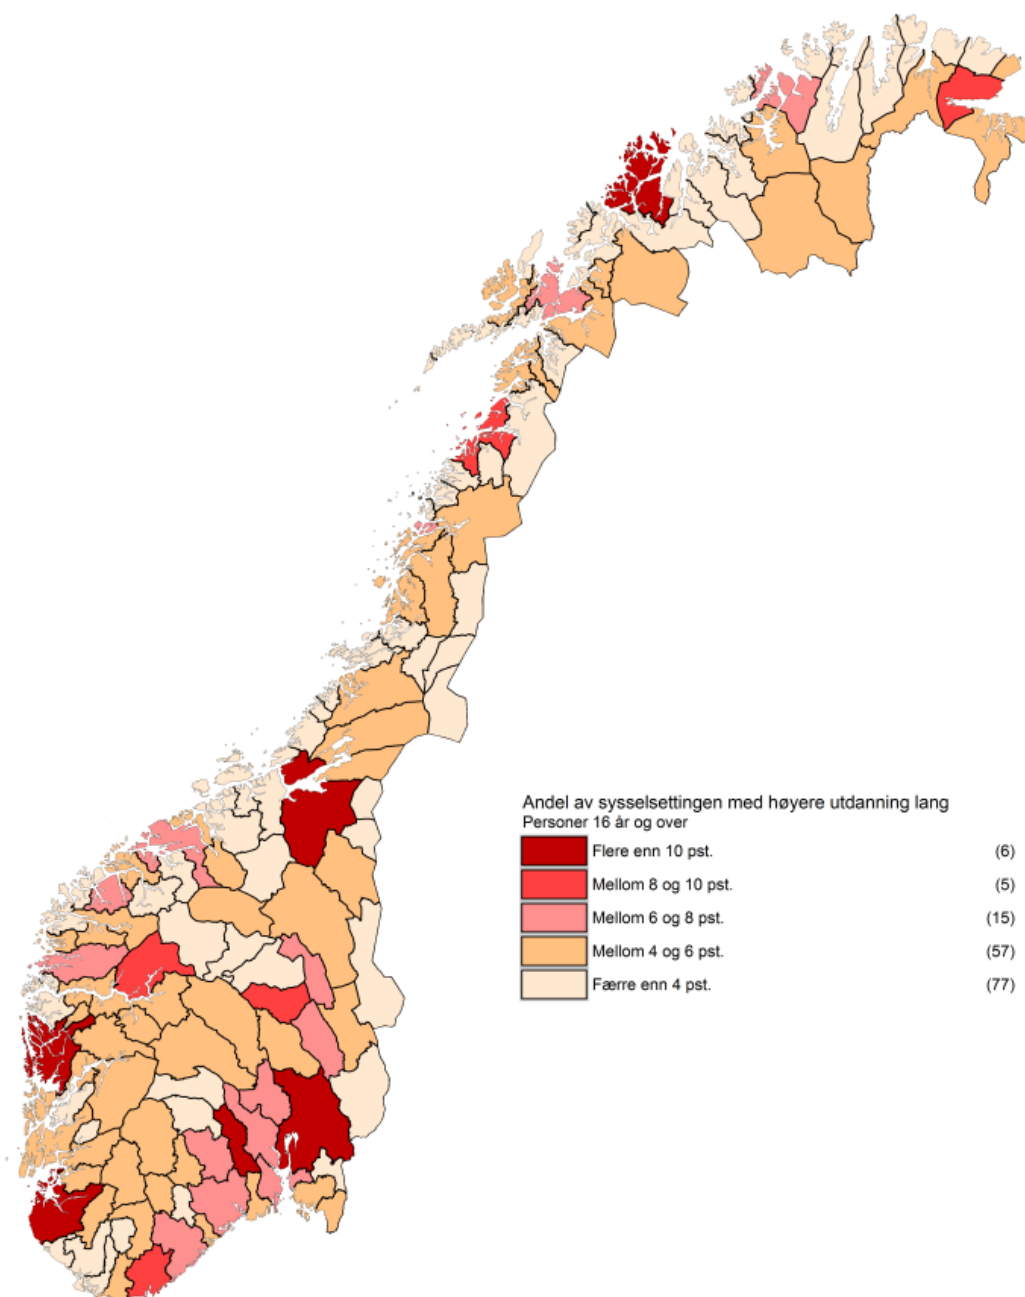 Andel av sysselsettingen med høyere utdanning lang
Personer 16 år og over
Flere enn 10 pst. (6)
Mellom 8 og 10 pst. (5)
Mellom 6 og 8 pst. (15)
Mellom 4 og 6 pst. (57)
Færre enn 4 pst. (77)